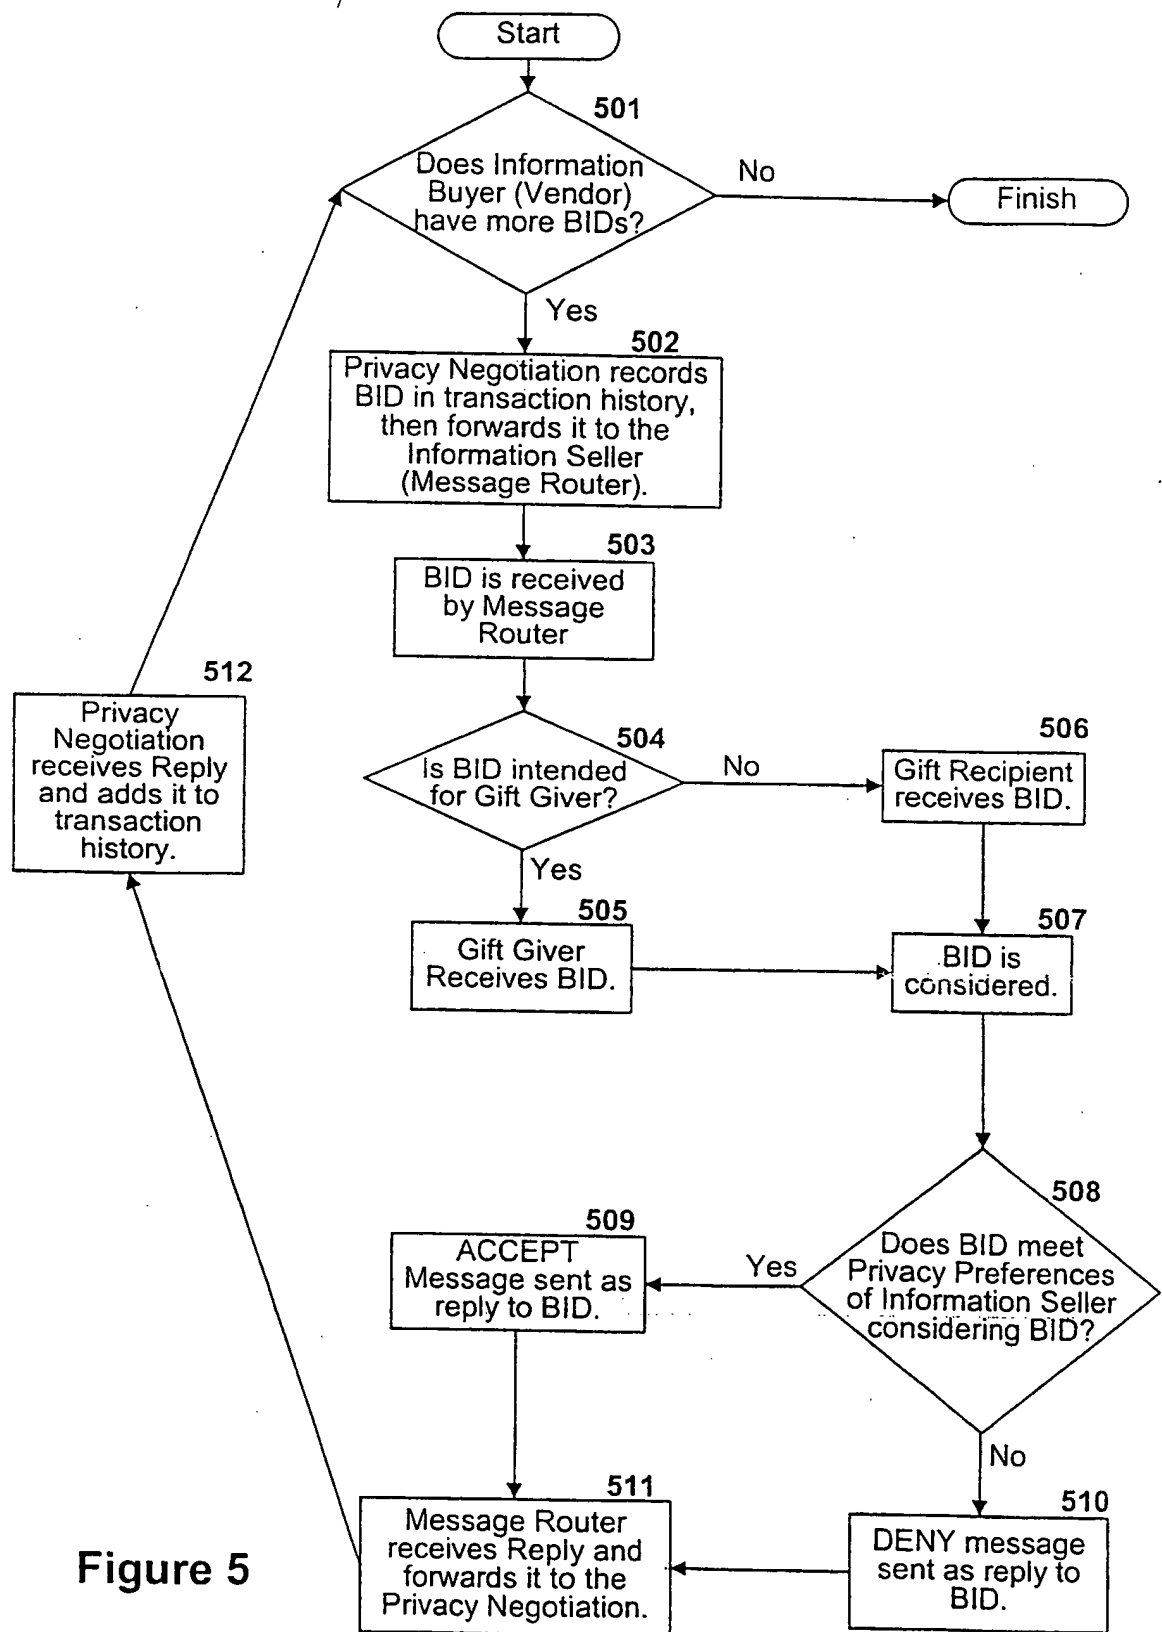 Start
501
Does Information
Buyer (Vendor)
have more BIDs?
No
Finish
Yes
502
Privacy Negotiation records
BID in transaction history,
then forwards it to the
Information Seller
(Message Router).
503
BID is received
by Message
Router
512
Privacy
Negotiation
receives Reply
and adds it to
transaction
history.
504
Is BID intended
for Gift Giver?
No
506
Gift Recipient
receives BID.
Yes
505
Gift Giver
Receives BID.
507
BID is
considered.
508
Does BID meet
Privacy Preferences
of Information Seller
considering BID?
Yes
509
ACCEPT
Message sent as
reply to BID.
No
510
DENY message
sent as reply to
BID.
511
Message Router
receives Reply and
forwards it to the
Privacy Negotiation.
Figure 5